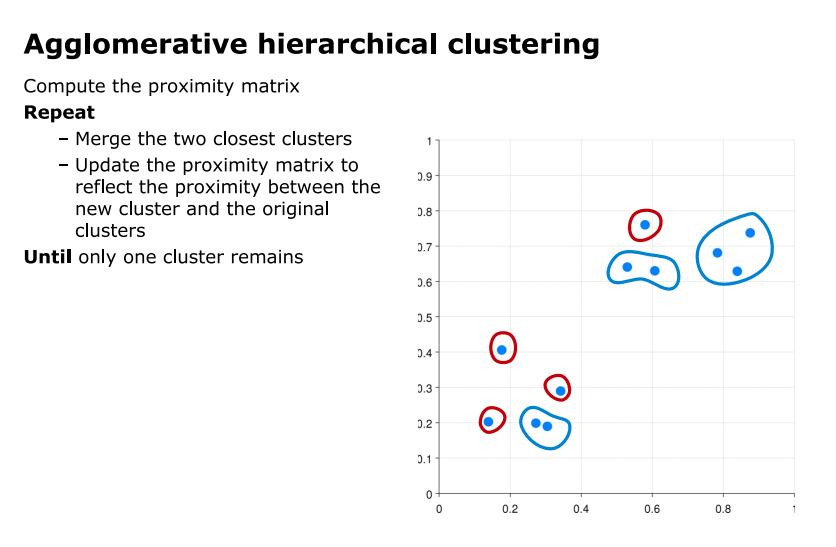 Agglomerative hierarchical clustering
Compute the proximity matrix
Repeat
– Merge the two closest clusters
– Update the proximity matrix to
reflect the proximity between the
new cluster and the original
clusters
Until only one cluster remains
1
0.9
0.8
0.7
0.6
0.5
0.4
0.3
0.2
0.1
0
0
0.2
0.4
0.6
0.8
1